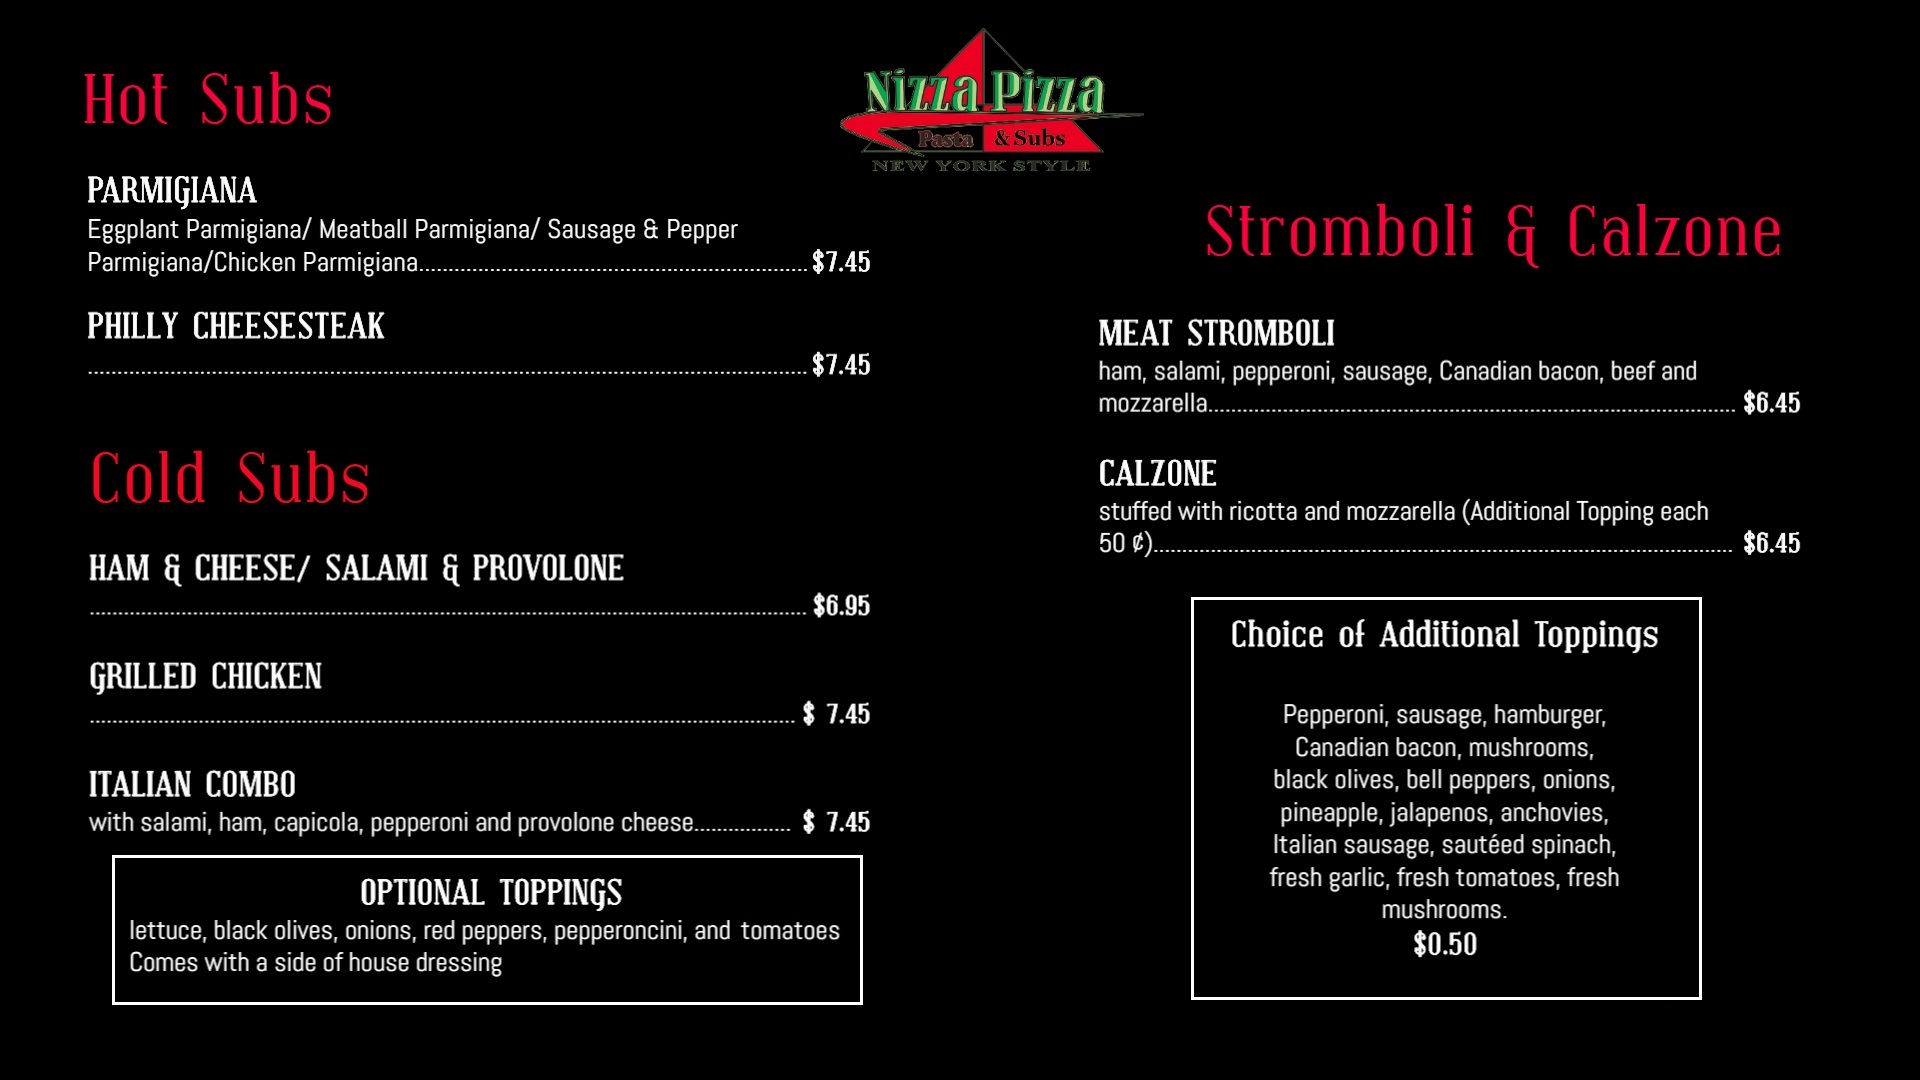 Nizza Pizza
Pasta & Subs
NEW YORK STYLE
Hot Subs
PARMIGIANA
Eggplant Parmigiana/ Meatball Parmigiana/ Sausage & Pepper
Parmigiana/Chicken Parmigiana.................................................................................. $7.45
PHILLY CHEESESTEAK
........................................................................................................................ $7.45
Cold Subs
HAM & CHEESE/ SALAMI & PROVOLONE
........................................................................................................................ $6.95
GRILLED CHICKEN
...................................................................................................................... $ 7.45
ITALIAN COMBO
with salami, ham, capicola, pepperoni and provolone cheese................. $ 7.45
OPTIONAL TOPPINGS
lettuce, black olives, onions, red peppers, pepperoncini, and tomatoes
Comes with a side of house dressing
Stromboli & Calzone
MEAT STROMBOLI
ham, salami, pepperoni, sausage, Canadian bacon, beef and
mozzarella............................................................................................. $6.45
CALZONE
stuffed with ricotta and mozzarella (Additional Topping each
50 ¢)..................................................................................................... $6.45
Choice of Additional Toppings
Pepperoni, sausage, hamburger,
Canadian bacon, mushrooms,
black olives, bell peppers, onions,
pineapple, jalapenos, anchovies,
Italian sausage, sautéed spinach,
fresh garlic, fresh tomatoes, fresh
mushrooms.
$0.50